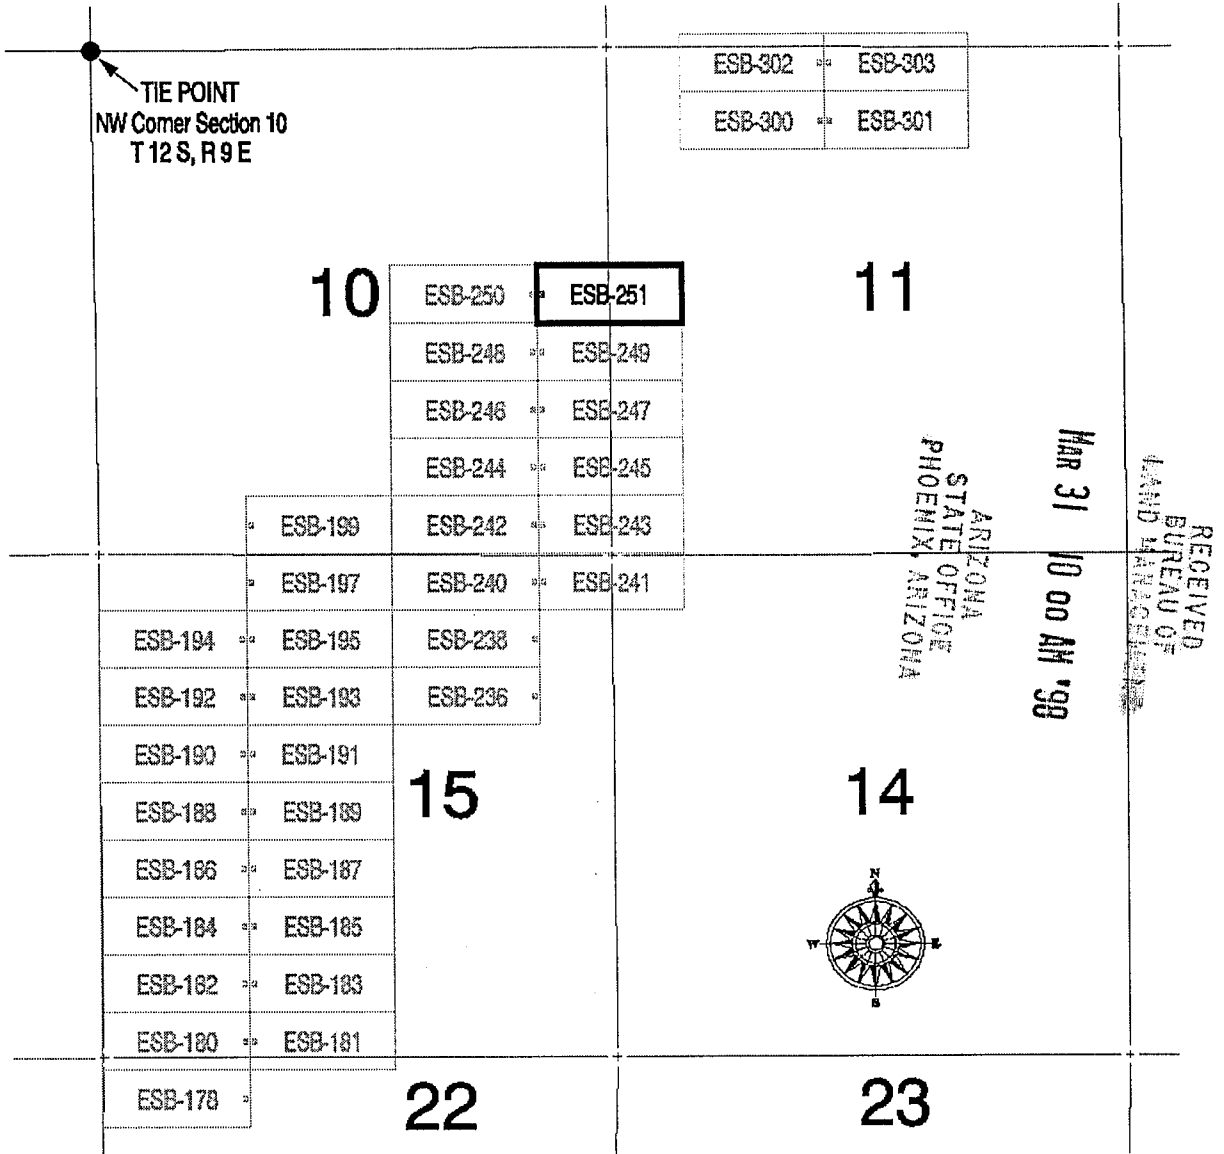 TIE POINT
NW Corner Section 10
T 12 S, R 9 E
ESB-302 ESB-303
ESB-300 ESB-301
10
11
ESB-250 ESB-251
ESB-248 ESB-249
ESB-246 ESB-247
ESB-244 ESB-245
ESB-199 ESB-242 ESB-243
ESB-197 ESB-240 ESB-241
ESB-194 ESB-195 ESB-238
ESB-192 ESB-193 ESB-236
ESB-190 ESB-191
ESB-188 ESB-189
ESB-186 ESB-187
ESB-184 ESB-185
ESB-182 ESB-183
ESB-180 ESB-181
ESB-178
15
14
22
23
N
W E
S
RECEIVED
BUREAU OF
LAND MANAGEMENT
MAR 31 10 00 AM '98
ARIZONA
STATE OFFICE
PHOENIX, ARIZONA